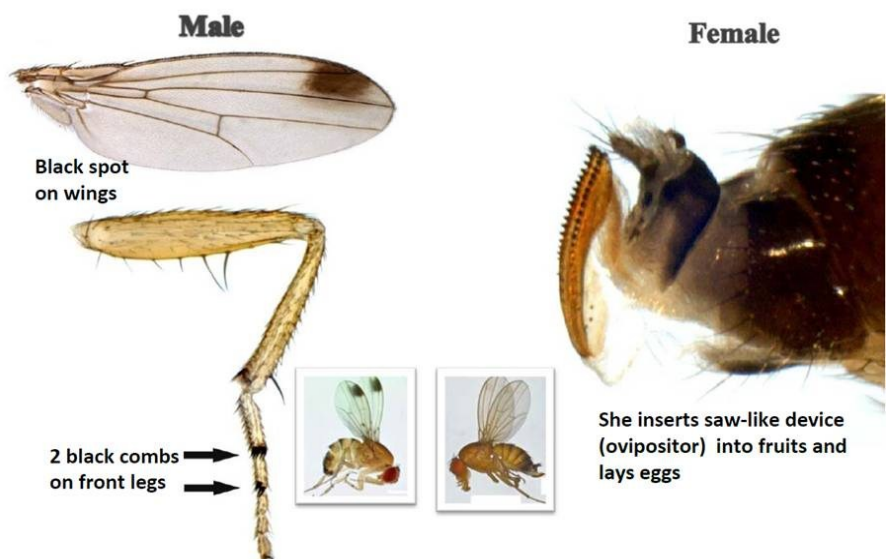 Male
Female
Black spot
on wings
2 black combs
on front legs
She inserts saw-like device
(ovipositor) into fruits and
lays eggs